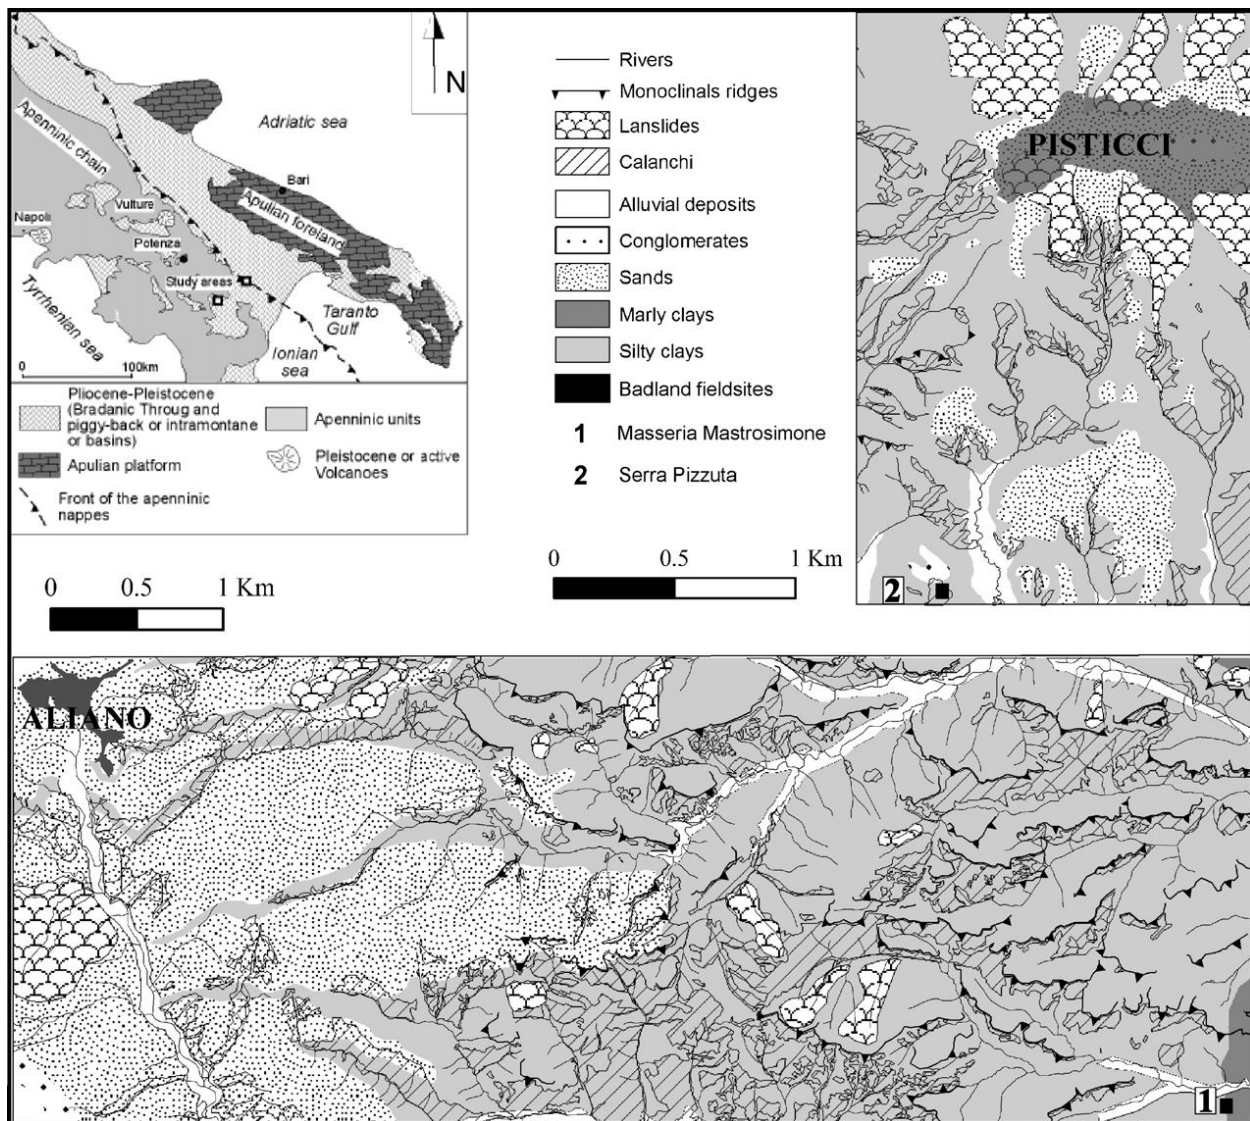 N
Adriatic sea
Apenninic chain
Bari
Vulture
Apulian foreland
Napoli
Potenza
Study areas
Tyrrhenian sea
Taranto
Gulf
Ionian
sea
0 100km
Pliocene-Pleistocene
(Bradanic Throug and
piggy-back or intramontane
or basins)
Apenninic units
Apulian platform
Pleistocene or active
Volcanoes
Front of the apenninic
nappes
0 0.5 1 Km
Rivers
Monoclinals ridges
Lanslides
Calanchi
Alluvial deposits
Conglomerates
Sands
Marly clays
Silty clays
Badland fieldsites
1 Masseria Mastrosimone
2 Serra Pizzuta
0 0.5 1 Km
PISTICCI
2
ALIANO
1